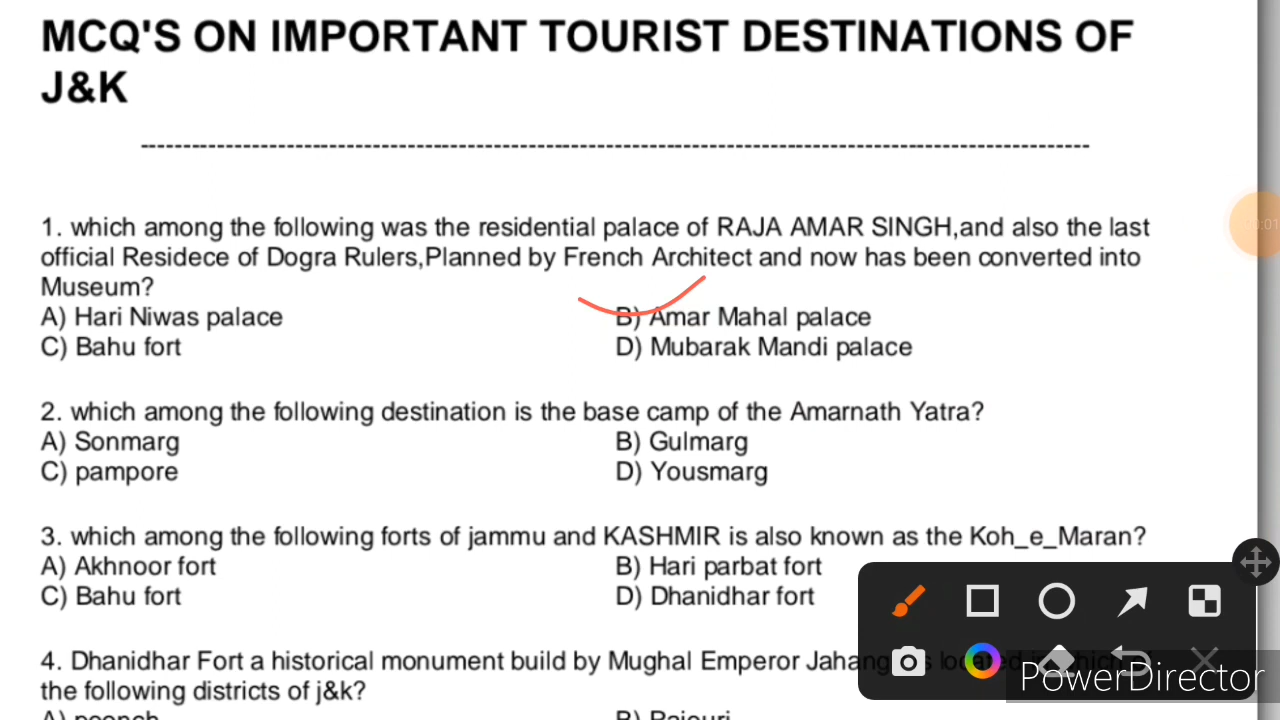 MCQ'S ON IMPORTANT TOURIST DESTINATIONS OF
J&K
1. which among the following was the residential palace of RAJA AMAR SINGH,and also the last
official Residece of Dogra Rulers,Planned by French Architect and now has been converted into
Museum?
A) Hari Niwas palace B) Amar Mahal palace
C) Bahu fort D) Mubarak Mandi palace
2. which among the following destination is the base camp of the Amarnath Yatra?
A) Sonmarg B) Gulmarg
C) pampore D) Yousmarg
3. which among the following forts of jammu and KASHMIR is also known as the Koh_e_Maran?
A) Akhnoor fort B) Hari parbat fort
C) Bahu fort D) Dhanidhar fort
4. Dhanidhar Fort a historical monument build by Mughal Emperor
the following districts of j&k?
A) poonch B) Rajouri
PowerDirector